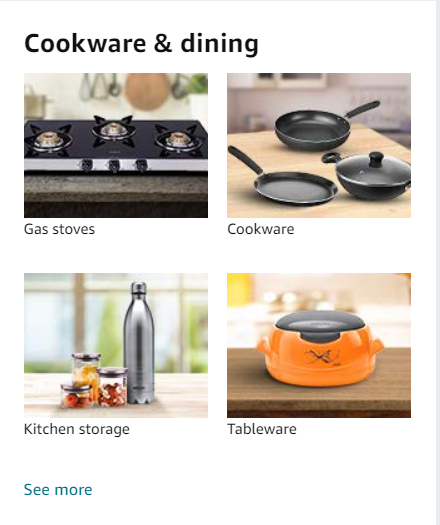 Cookware & dining
Gas stoves
Cookware
Kitchen storage
Tableware
See more